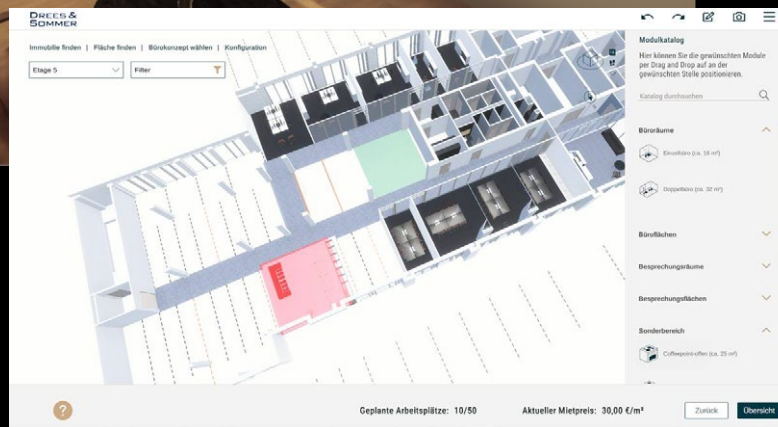 DREES &
SOMMER
Immobilie finden | Fläche finden | Bürokonzept wählen | Konfiguration
Etage 5
Filter
Modulkatalog
Hier können Sie die gewünschten Module
per Drag and Drop auf an der
gewünschten Stelle positionieren.
Katalog durchsuchen
Büroräume
Einzelbüro (ca. 18 m²)
Doppelbüro (ca. 32 m²)
Büroflächen
Besprechungsräume
Besprechungsflächen
Sonderbereich
Coffeepoint-offen (ca. 25 m²)
?
Geplante Arbeitsplätze: 10/50
Aktueller Mietpreis: 30,00 €/m²
Zurück
Übersicht